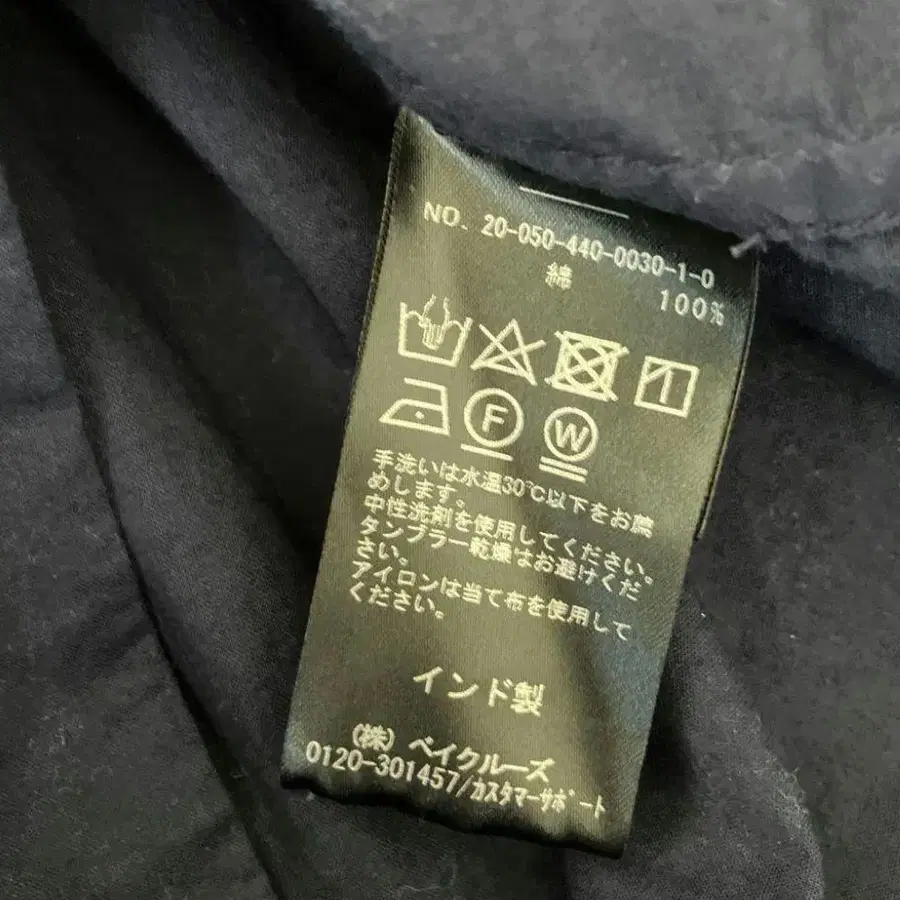 NO. 20-050-440-0030-1-0
綿 100%
F W
手洗いは水温30℃以下をお薦
めします。
中性洗剤を使用してください。
タンブラー乾燥はお避けくだ
さい。
アイロンは当て布を使用して
ください。
インド製
(株) ベイクルーズ
0120-301457/カスタマーサポート